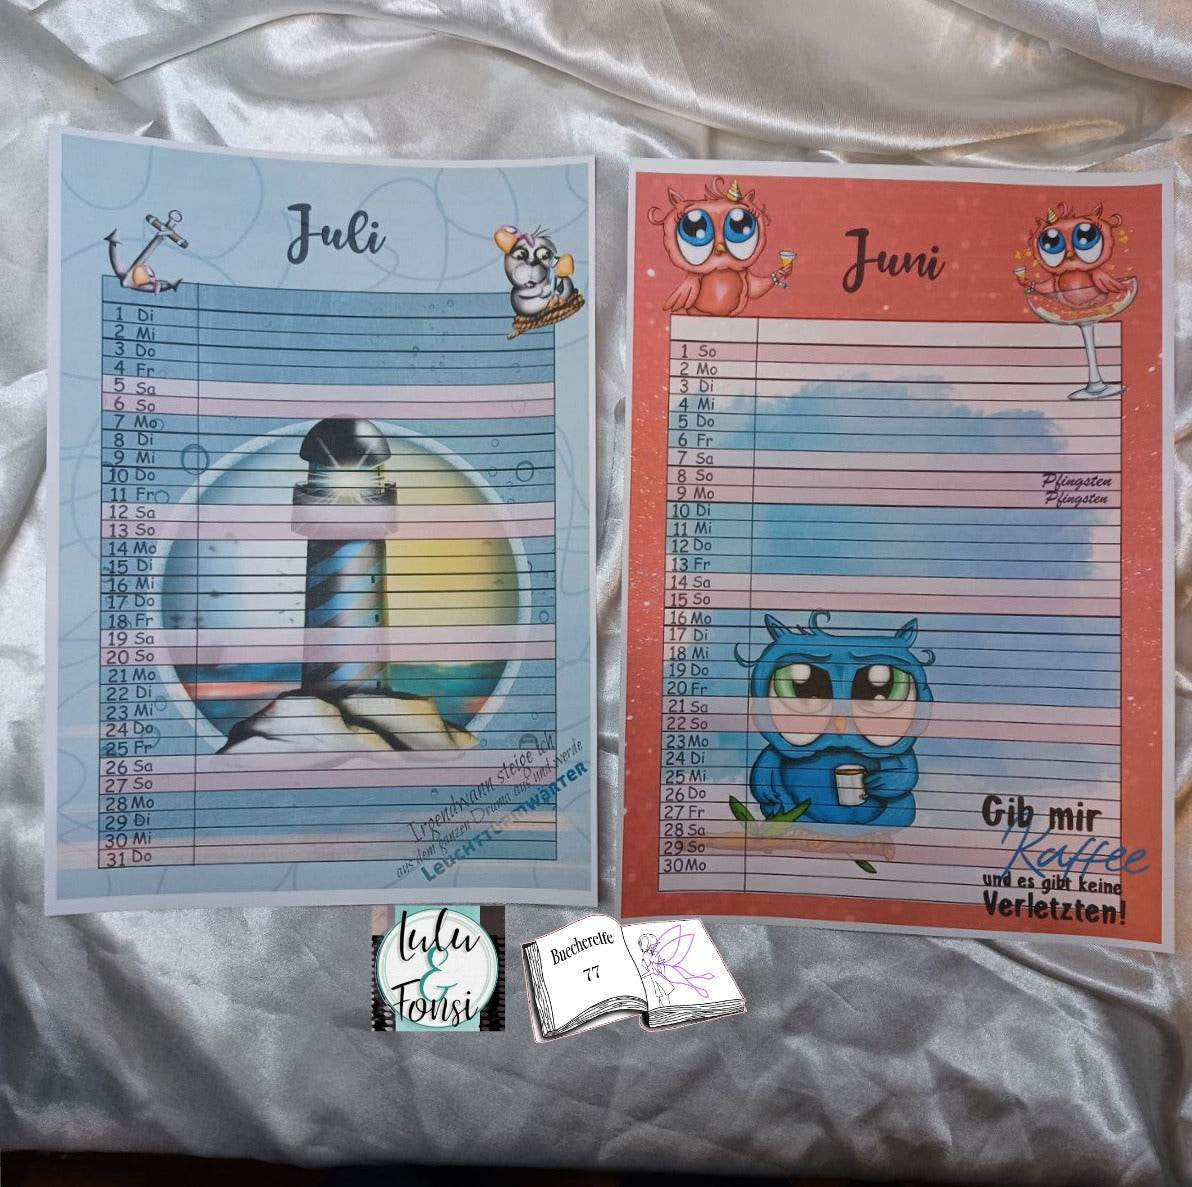 Juli
1 Di
2 Mi
3 Do
4 Fr
5 Sa
6 So
7 Mo
8 Di
9 Mi
10 Do
11 Fr
12 Sa
13 So
14 Mo
15 Di
16 Mi
17 Do
18 Fr
19 Sa
20 So
21 Mo
22 Di
23 Mi
24 Do
25 Fr
26 Sa
27 So
28 Mo
29 Di
30 Mi
31 Do
Irgendwann steige ich
aus dem ganzen Drama aus und werde
LEUCHTTURMWÄRTER
Juni
1 So
2 Mo
3 Di
4 Mi
5 Do
6 Fr
7 Sa
8 So Pfingsten
9 Mo Pfingsten
10 Di
11 Mi
12 Do
13 Fr
14 Sa
15 So
16 Mo
17 Di
18 Mi
19 Do
20 Fr
21 Sa
22 So
23 Mo
24 Di
25 Mi
26 Do
27 Fr
28 Sa
29 So
30 Mo
Gib mir
Kaffee
und es gibt keine
Verletzten!
Lulu
&
Fonsi
Buecherelfe
77